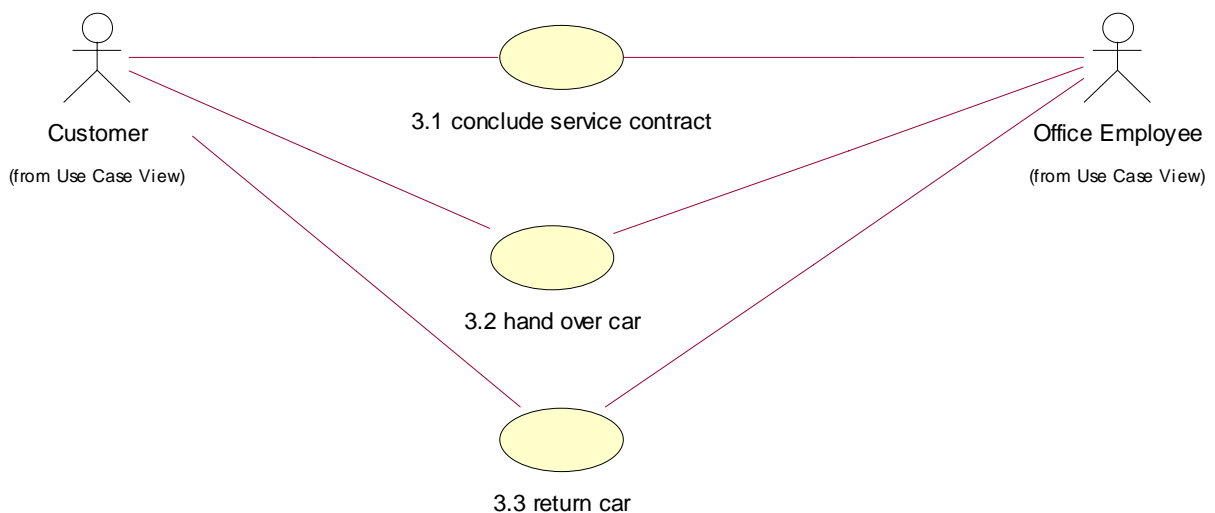 3.1 conclude service contract
Customer
(from Use Case View)
Office Employee
(from Use Case View)
3.2 hand over car
3.3 return car